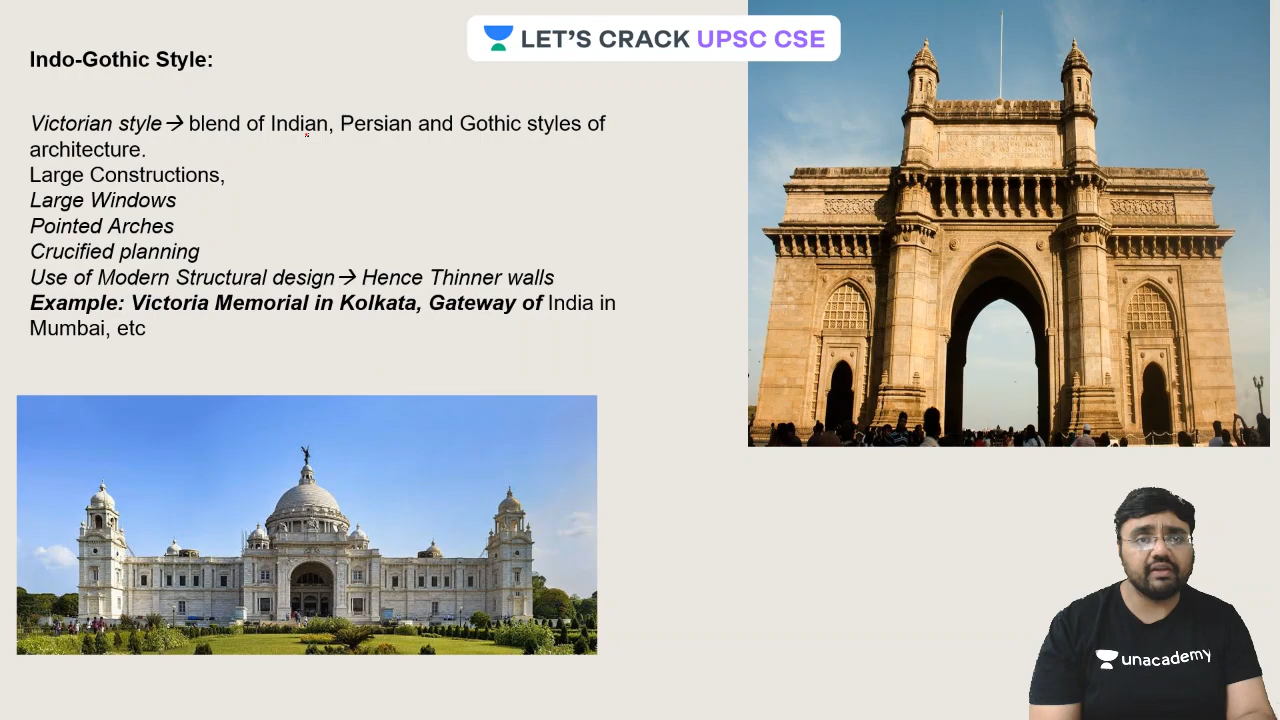 LET'S CRACK UPSC CSE
Indo-Gothic Style:
Victorian style→ blend of Indian, Persian and Gothic styles of
architecture.
Large Constructions,
Large Windows
Pointed Arches
Crucified planning
Use of Modern Structural design→ Hence Thinner walls
Example: Victoria Memorial in Kolkata, Gateway of India in
Mumbai, etc
unacademy